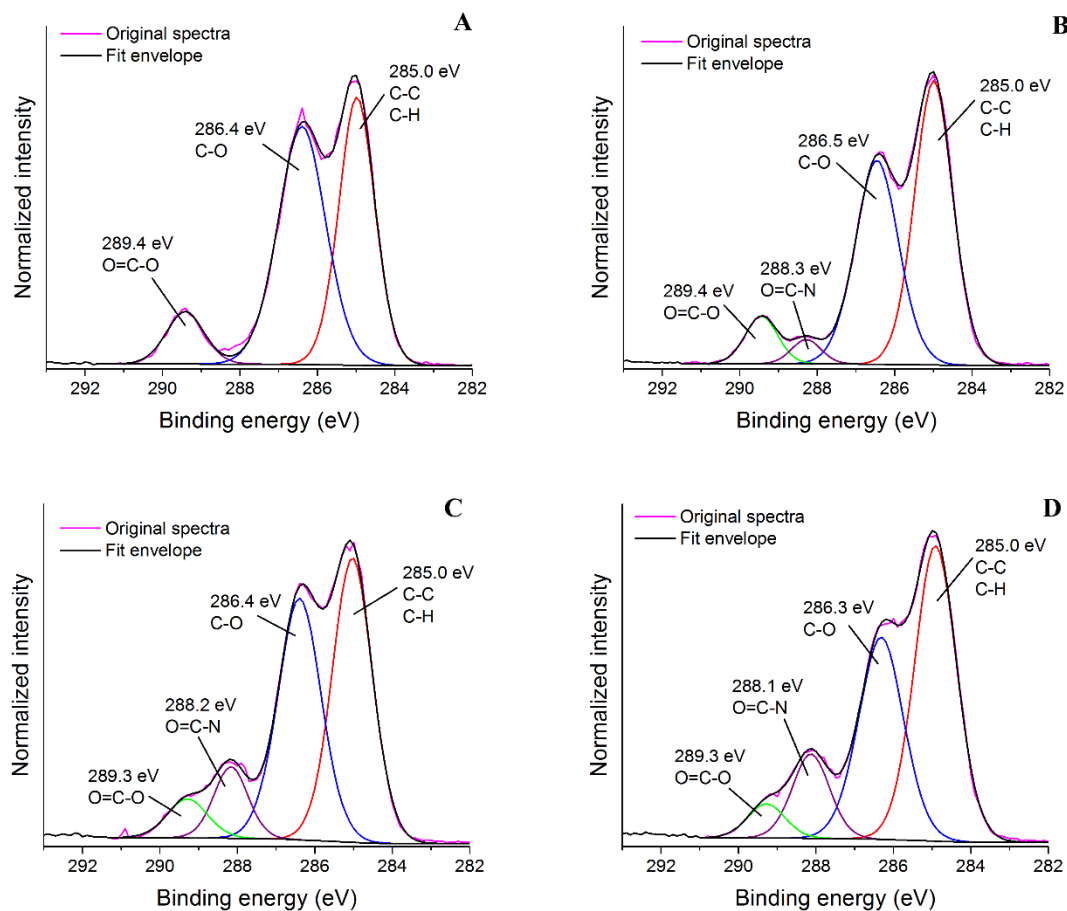 A
Original spectra
Fit envelope
285.0 eV
C-C
C-H
286.4 eV
C-O
289.4 eV
O=C-O
Normalized intensity
292 290 288 286 284 282
Binding energy (eV)
B
Original spectra
Fit envelope
285.0 eV
C-C
C-H
286.5 eV
C-O
288.3 eV
O=C-N
289.4 eV
O=C-O
Normalized intensity
292 290 288 286 284 282
Binding energy (eV)
C
Original spectra
Fit envelope
285.0 eV
C-C
C-H
286.4 eV
C-O
288.2 eV
O=C-N
289.3 eV
O=C-O
Normalized intensity
292 290 288 286 284 282
Binding energy (eV)
D
Original spectra
Fit envelope
285.0 eV
C-C
C-H
286.3 eV
C-O
288.1 eV
O=C-N
289.3 eV
O=C-O
Normalized intensity
292 290 288 286 284 282
Binding energy (eV)